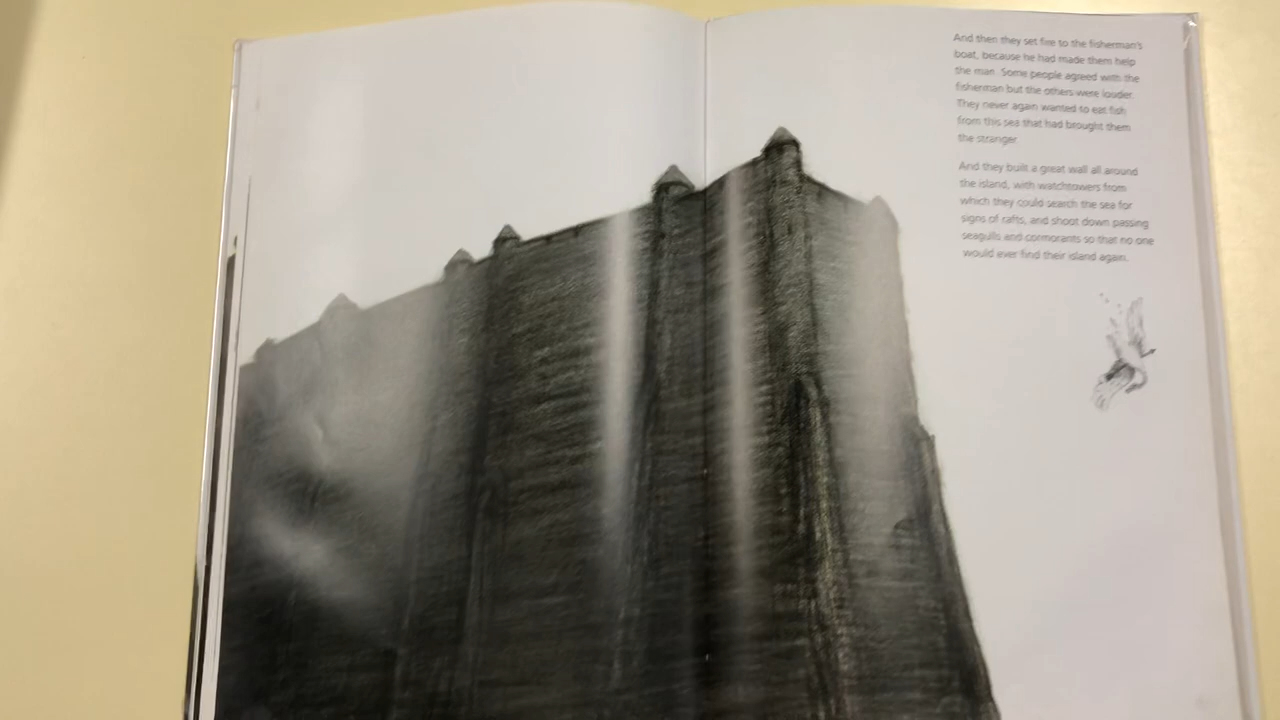 And then they set fire to the fisherman's
boat, because he had made them help
the man. Some people agreed with the
fisherman but the others were louder.
They never again wanted to eat fish
from this sea that had brought them
the stranger.
And they built a great wall all around
the island, with watchtowers from
which they could search the sea for
signs of rafts, and shoot down passing
seagulls and cormorants so that no one
would ever find their island again.